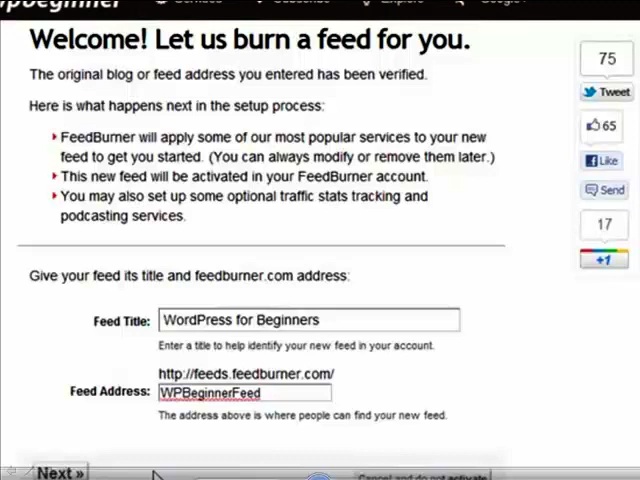 wpbeginner
Welcome! Let us burn a feed for you.
75
The original blog or feed address you entered has been verified.
Tweet
Here is what happens next in the setup process:
65
FeedBurner will apply some of our most popular services to your new
feed to get you started. (You can always modify or remove them later.)
Like
This new feed will be activated in your FeedBurner account.
Send
You may also set up some optional traffic stats tracking and
podcasting services.
17
+1
Give your feed its title and feedburner.com address:
Feed Title: WordPress for Beginners
Enter a title to help identify your new feed in your account.
http://feeds.feedburner.com/
Feed Address: WPBeginnerFeed
The address above is where people can find your new feed.
Next »
Cancel and do not activate